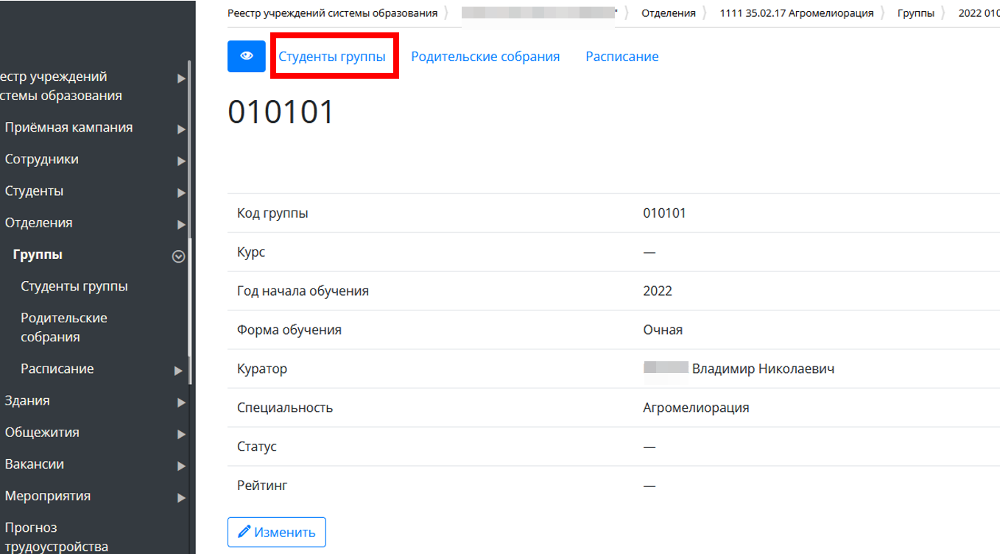 Реестр учреждений системы образования 〉 " 〉 Отделения 〉 1111 35.02.17 Агромелиорация 〉 Группы 〉 2022 010
Студенты группы Родительские собрания Расписание
010101
Код группы 010101
Курс —
Год начала обучения 2022
Форма обучения Очная
Куратор Владимир Николаевич
Специальность Агромелиорация
Статус —
Рейтинг —
Изменить
естр учреждений
стемы образования
Приёмная кампания
Сотрудники
Студенты
Отделения
Группы
Студенты группы
Родительские
собрания
Расписание
Здания
Общежития
Вакансии
Мероприятия
Прогноз
трудоустройства